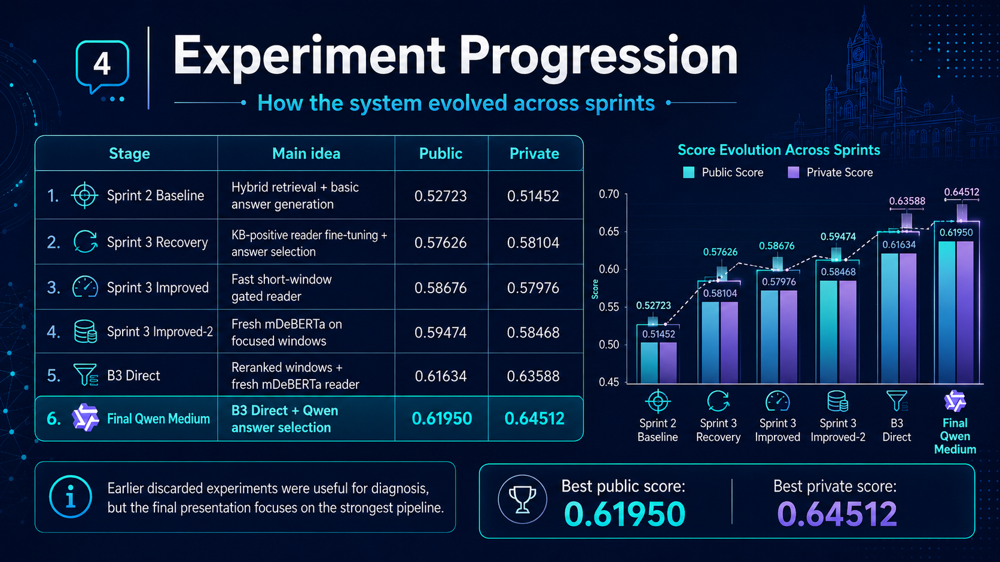 4
Experiment Progression
How the system evolved across sprints
Stage
Main idea
Public
Private
1.
Sprint 2 Baseline
Hybrid retrieval + basic
answer generation
0.52723
0.51452
2.
Sprint 3 Recovery
KB-positive reader fine-tuning +
answer selection
0.57626
0.58104
3.
Sprint 3 Improved
Fast short-window
gated reader
0.58676
0.57976
4.
Sprint 3 Improved-2
Fresh mDeBERTa on
focused windows
0.59474
0.58468
5.
B3 Direct
Reranked windows +
fresh mDeBERTa reader
0.61634
0.63588
6.
Final Qwen Medium
B3 Direct + Qwen
answer selection
0.61950
0.64512
Score Evolution Across Sprints
Public Score
Private Score
Score
0.70
0.65
0.60
0.55
0.50
0.45
0.52723
0.51452
0.57626
0.58104
0.58676
0.57976
0.59474
0.58468
0.63588
0.61634
0.64512
0.61950
Sprint 2
Baseline
Sprint 3
Recovery
Sprint 3
Improved
Sprint 3
Improved-2
B3
Direct
Final
Qwen
Medium
Earlier discarded experiments were useful for diagnosis,
but the final presentation focuses on the strongest pipeline.
Best public score:
0.61950
Best private score:
0.64512